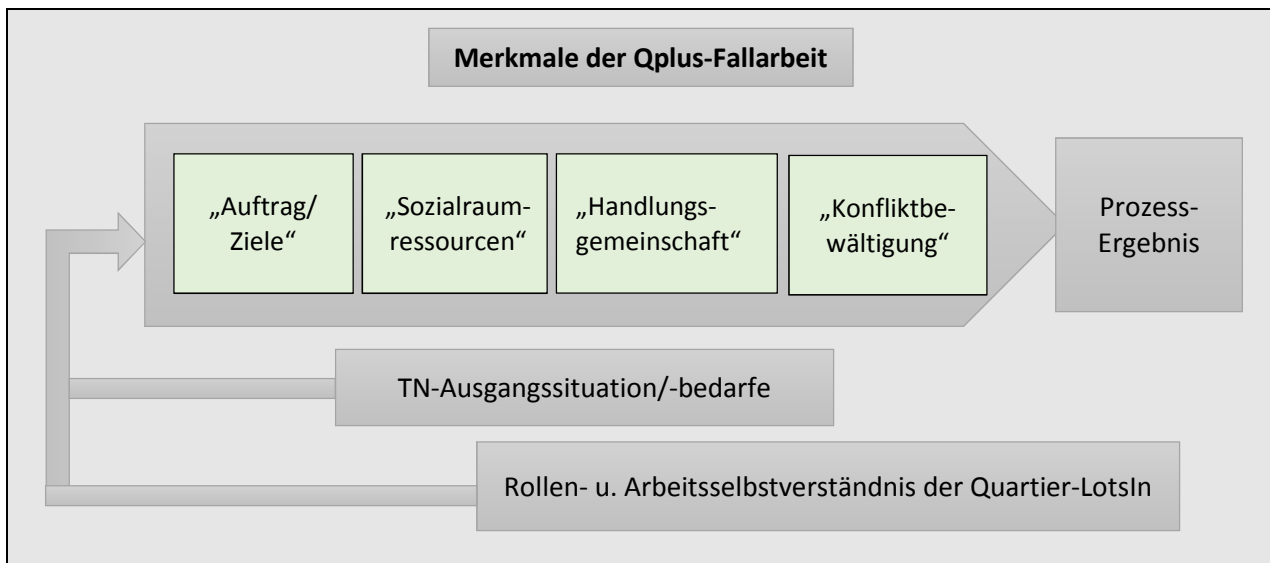 Merkmale der Qplus-Fallarbeit
„Auftrag/
Ziele“
„Sozialraum-
ressourcen“
„Handlungs-
gemeinschaft“
„Konfliktbe-
wältigung“
Prozess-
Ergebnis
TN-Ausgangssituation/-bedarfe
Rollen- u. Arbeitsselbstverständnis der Quartier-LotsIn